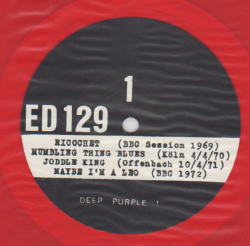 1
ED 129
RICOCHET (BBC Session 1969)
MUMBLING THING BLUES (Köln 4/4/70)
JODDLE KING (Offenbach 10/4/71)
MAYBE I'M A LEO (BBC 1972)
DEEP PURPLE !